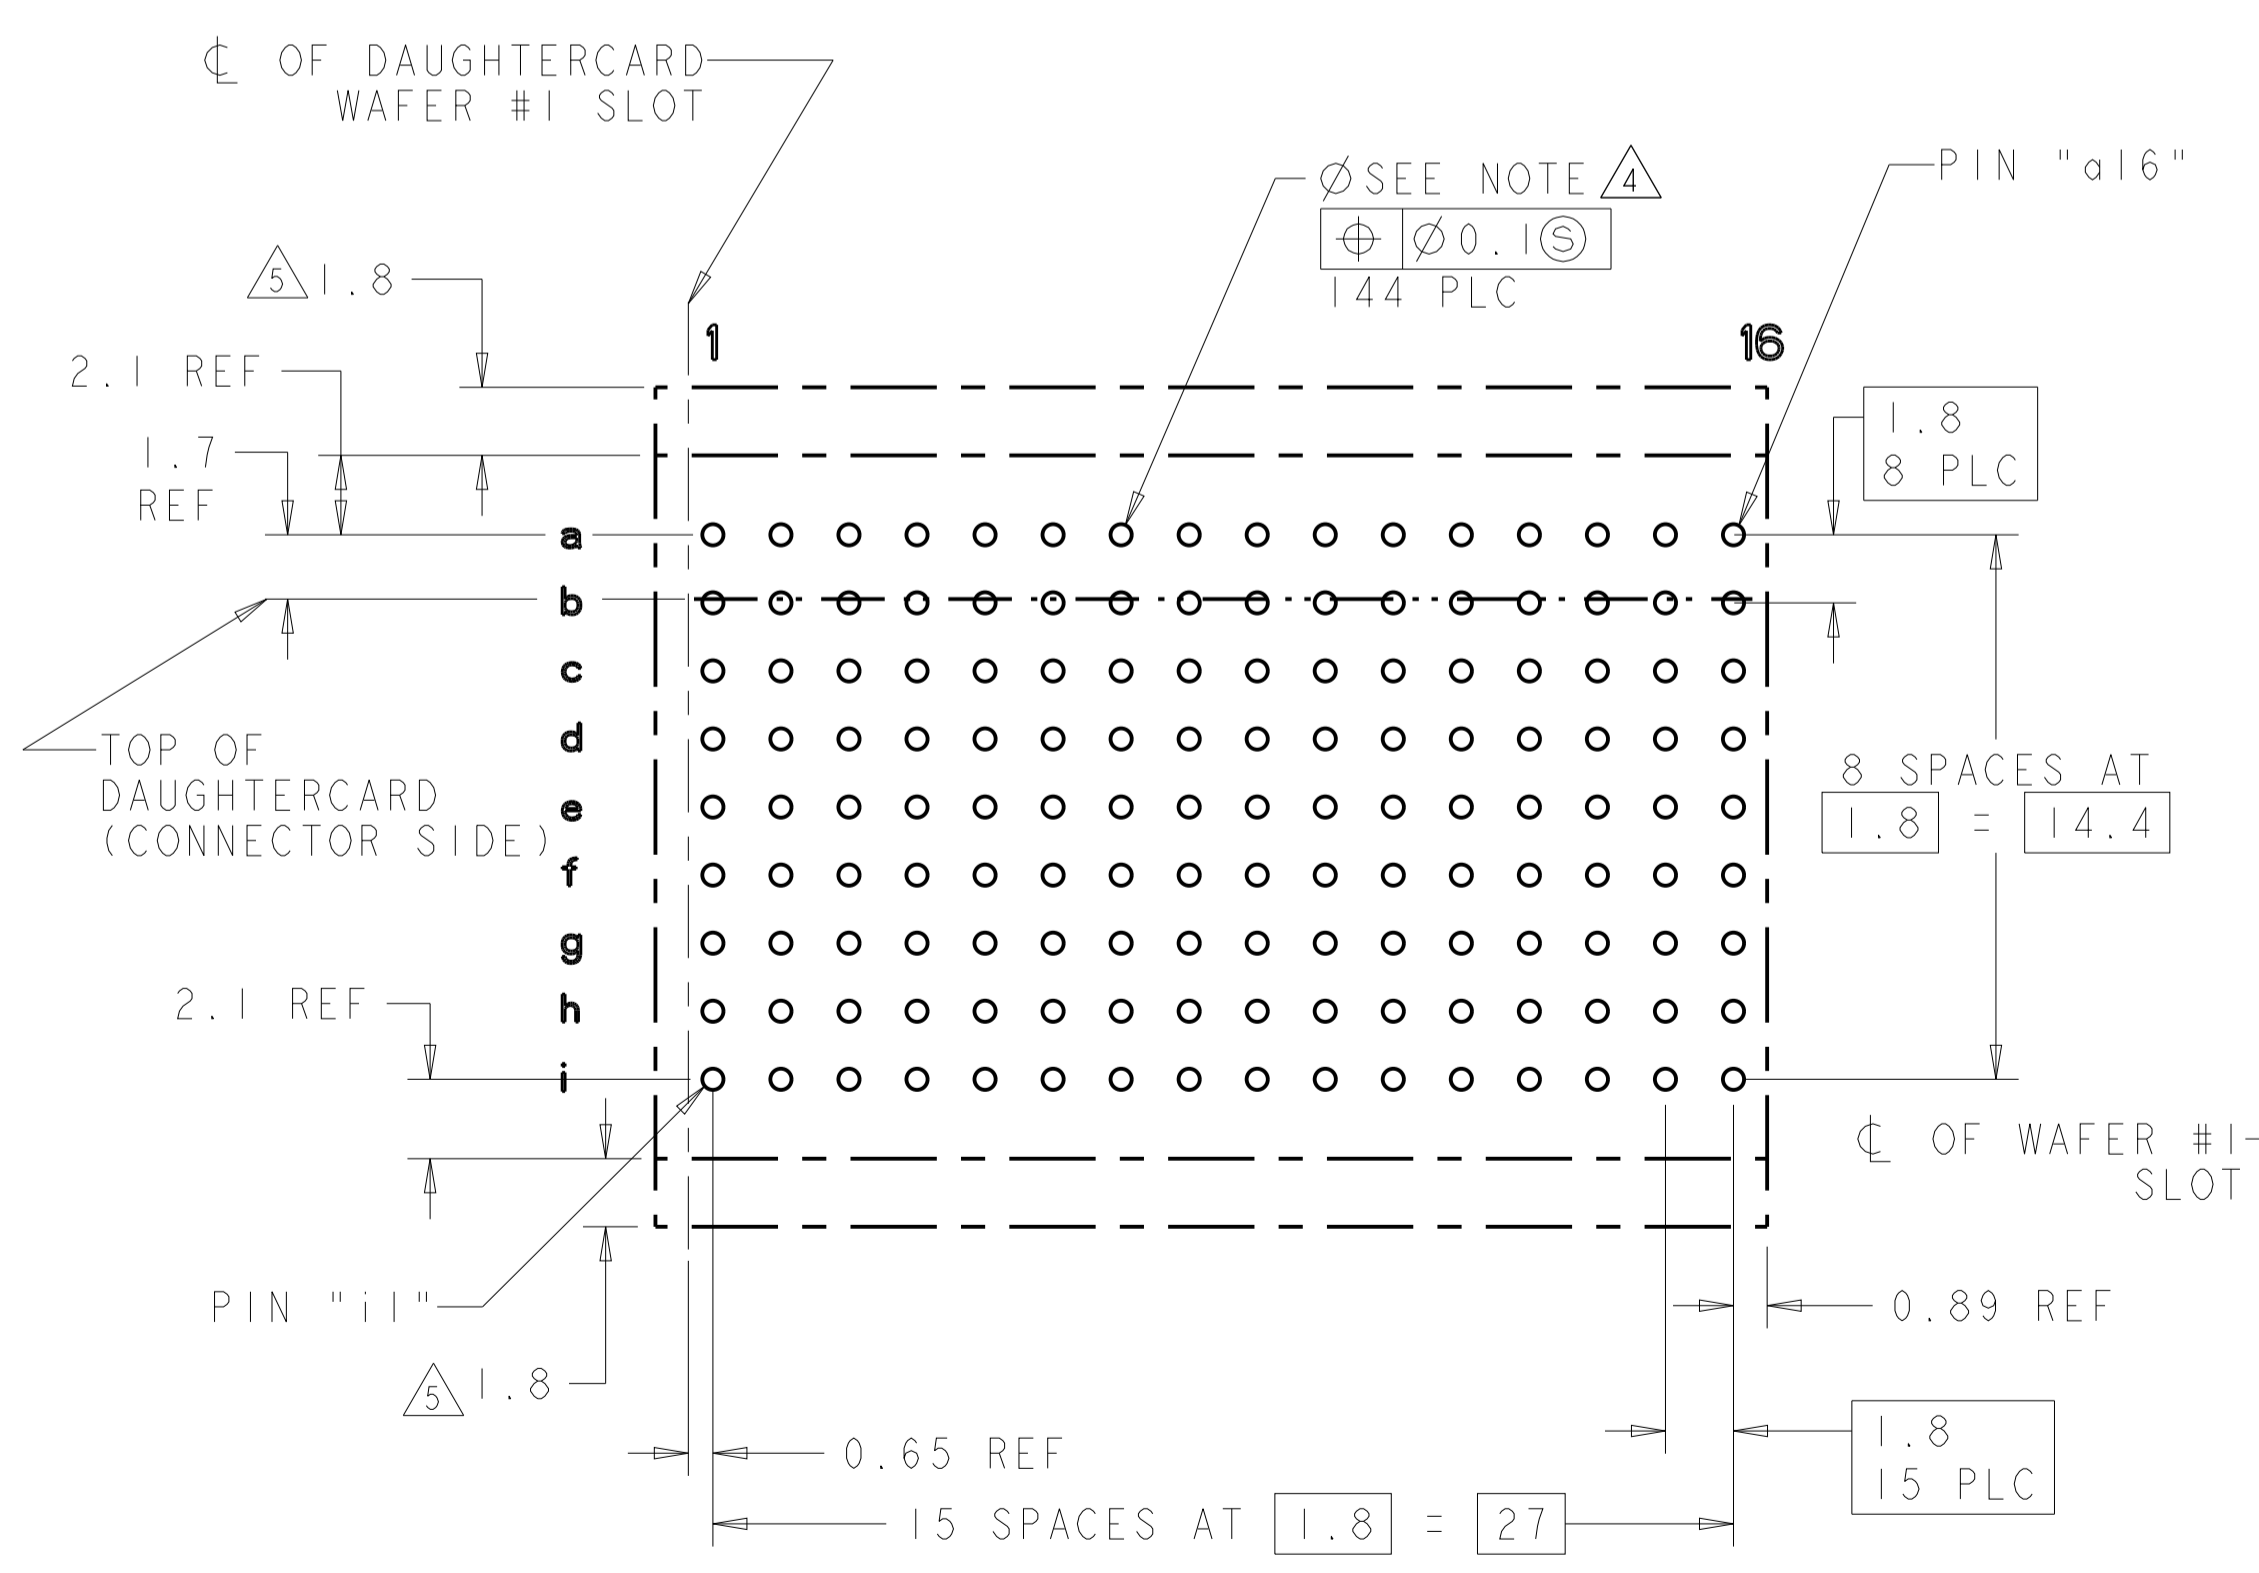 ℄ OF DAUGHTERCARD
WAFER #1 SLOT
⌀SEE NOTE 4
⌖ ⌀0.1Ⓢ
144 PLC
PIN "a16"
5 1.8
2.1 REF
1.7
REF
1
16
1.8
8 PLC
a
b
c
d
e
f
g
h
i
TOP OF
DAUGHTERCARD
(CONNECTOR SIDE)
8 SPACES AT
1.8 = 14.4
2.1 REF
℄ OF WAFER #1
SLOT
PIN "i1"
0.89 REF
5 1.8
0.65 REF
1.8
15 PLC
15 SPACES AT 1.8 = 27